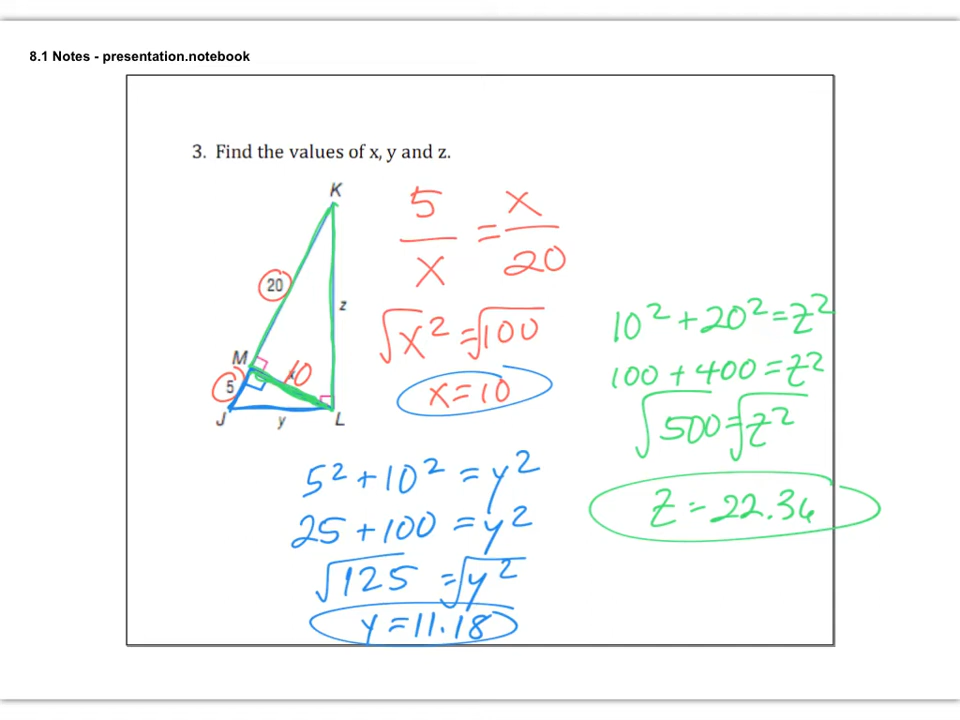 8.1 Notes - presentation.notebook
3. Find the values of x, y and z.
K
20
z
M
10
5
J
y
L
5/x = x/20
√x² = √100
x = 10
5² + 10² = y²
25 + 100 = y²
√125 = √y²
y = 11.18
10² + 20² = z²
100 + 400 = z²
√500 = √z²
z = 22.36